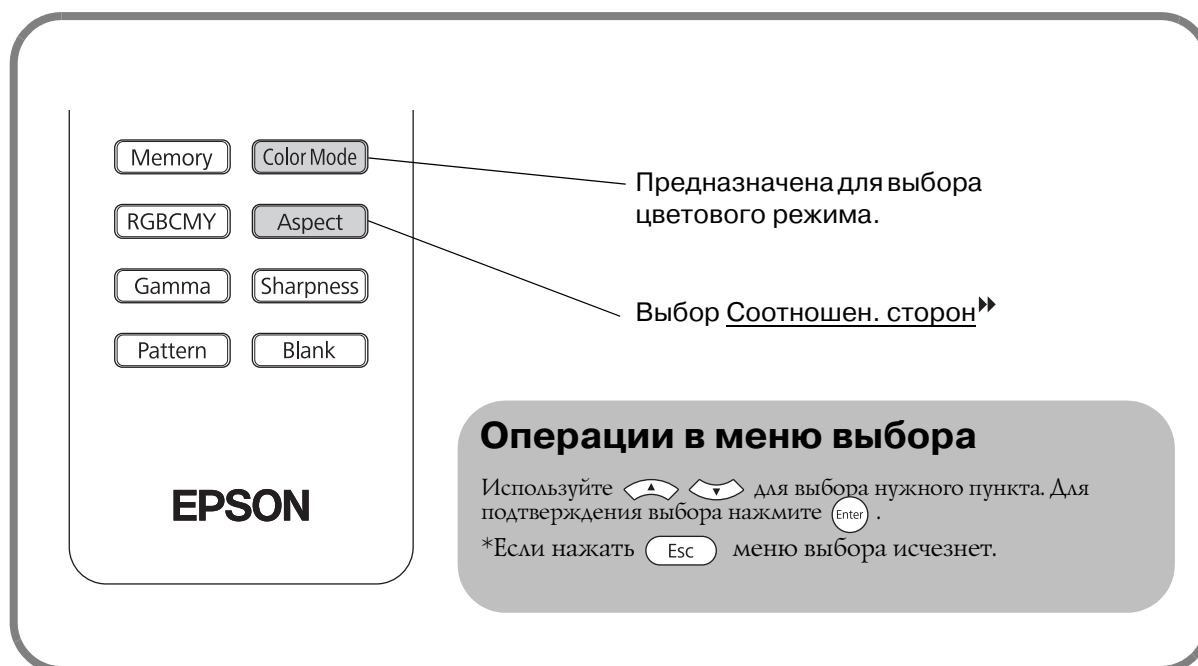 Memory Color Mode
Предназначена для выбора
цветового режима.
RGBCMY Aspect
Gamma Sharpness
Выбор Соотношен. сторон
Pattern Blank
EPSON
Операции в меню выбора
Используйте для выбора нужного пункта. Для
подтверждения выбора нажмите Enter .
*Если нажать Esc меню выбора исчезнет.